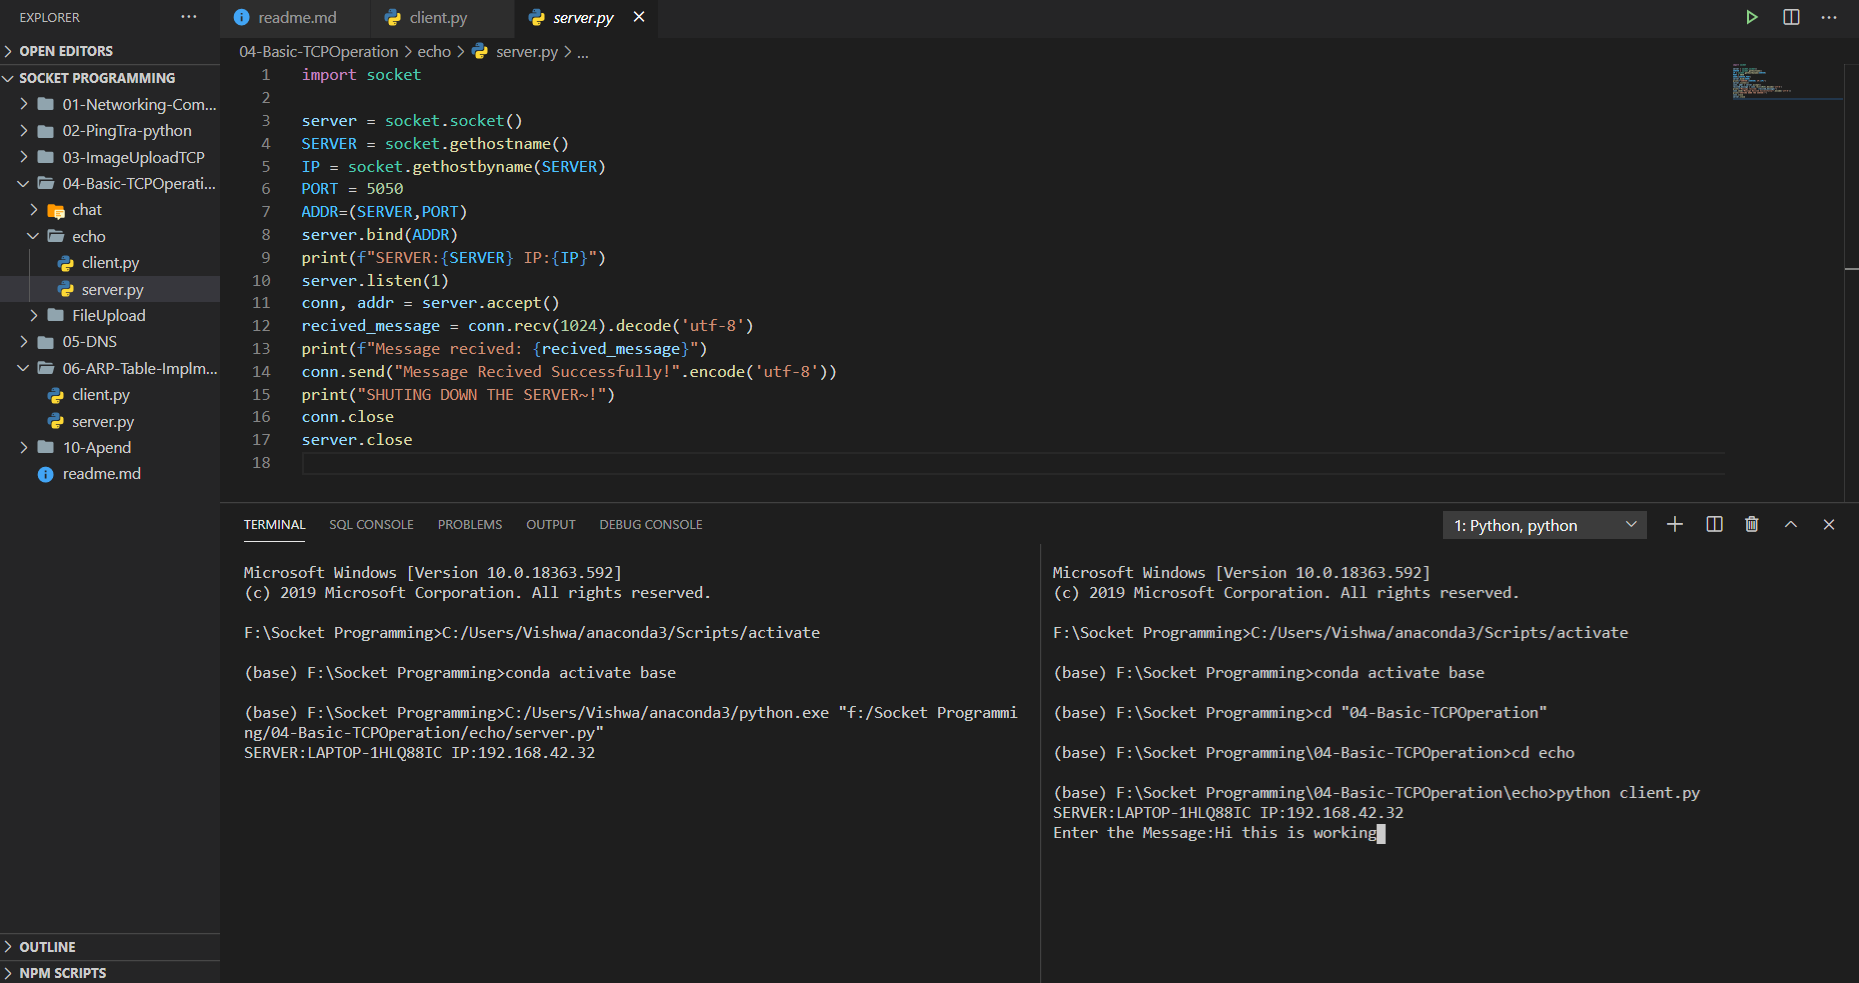 EXPLORER
OPEN EDITORS
SOCKET PROGRAMMING
01-Networking-Com...
02-PingTra-python
03-ImageUploadTCP
04-Basic-TCPOperati...
chat
echo
client.py
server.py
FileUpload
05-DNS
06-ARP-Table-Implm...
client.py
server.py
10-Apend
readme.md
OUTLINE
NPM SCRIPTS
readme.md client.py server.py
04-Basic-TCPOperation > echo > server.py > ...
1 import socket
2
3 server = socket.socket()
4 SERVER = socket.gethostname()
5 IP = socket.gethostbyname(SERVER)
6 PORT = 5050
7 ADDR=(SERVER,PORT)
8 server.bind(ADDR)
9 print(f"SERVER:{SERVER} IP:{IP}")
10 server.listen(1)
11 conn, addr = server.accept()
12 recived_message = conn.recv(1024).decode('utf-8')
13 print(f"Message recived: {recived_message}")
14 conn.send("Message Recived Successfully!".encode('utf-8'))
15 print("SHUTING DOWN THE SERVER~!")
16 conn.close
17 server.close
18
TERMINAL SQL CONSOLE PROBLEMS OUTPUT DEBUG CONSOLE 1: Python, python
Microsoft Windows [Version 10.0.18363.592]
(c) 2019 Microsoft Corporation. All rights reserved.
F:\Socket Programming>C:/Users/Vishwa/anaconda3/Scripts/activate
(base) F:\Socket Programming>conda activate base
(base) F:\Socket Programming>C:/Users/Vishwa/anaconda3/python.exe "f:/Socket Programmi
ng/04-Basic-TCPOperation/echo/server.py"
SERVER:LAPTOP-1HLQ88IC IP:192.168.42.32
Microsoft Windows [Version 10.0.18363.592]
(c) 2019 Microsoft Corporation. All rights reserved.
F:\Socket Programming>C:/Users/Vishwa/anaconda3/Scripts/activate
(base) F:\Socket Programming>conda activate base
(base) F:\Socket Programming>cd "04-Basic-TCPOperation"
(base) F:\Socket Programming\04-Basic-TCPOperation>cd echo
(base) F:\Socket Programming\04-Basic-TCPOperation\echo>python client.py
SERVER:LAPTOP-1HLQ88IC IP:192.168.42.32
Enter the Message:Hi this is working